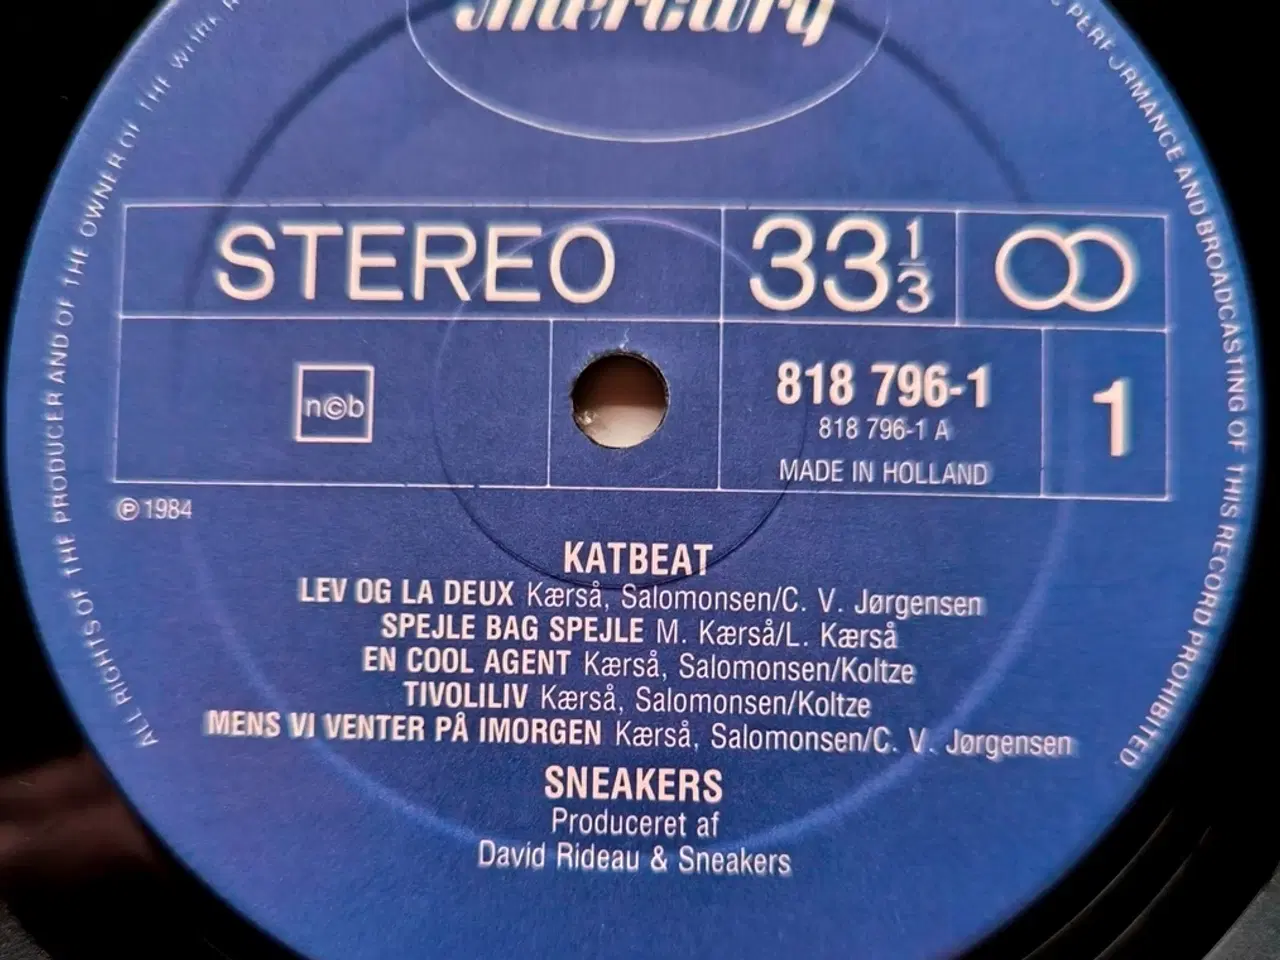 Mercury
STEREO 33 1/3
n©b
818 796-1
818 796-1 A
MADE IN HOLLAND
1
℗ 1984
KATBEAT
LEV OG LA DEUX Kærså, Salomonsen/C. V. Jørgensen
SPEJLE BAG SPEJLE M. Kærså/L. Kærså
EN COOL AGENT Kærså, Salomonsen/Koltze
TIVOLILIV Kærså, Salomonsen/Koltze
MENS VI VENTER PÅ IMORGEN Kærså, Salomonsen/C. V. Jørgensen
SNEAKERS
Produceret af
David Rideau & Sneakers
ALL RIGHTS OF THE PRODUCER AND OF THE OWNER OF THE WORK
PERFORMANCE AND BROADCASTING OF THIS RECORD PROHIBITED.